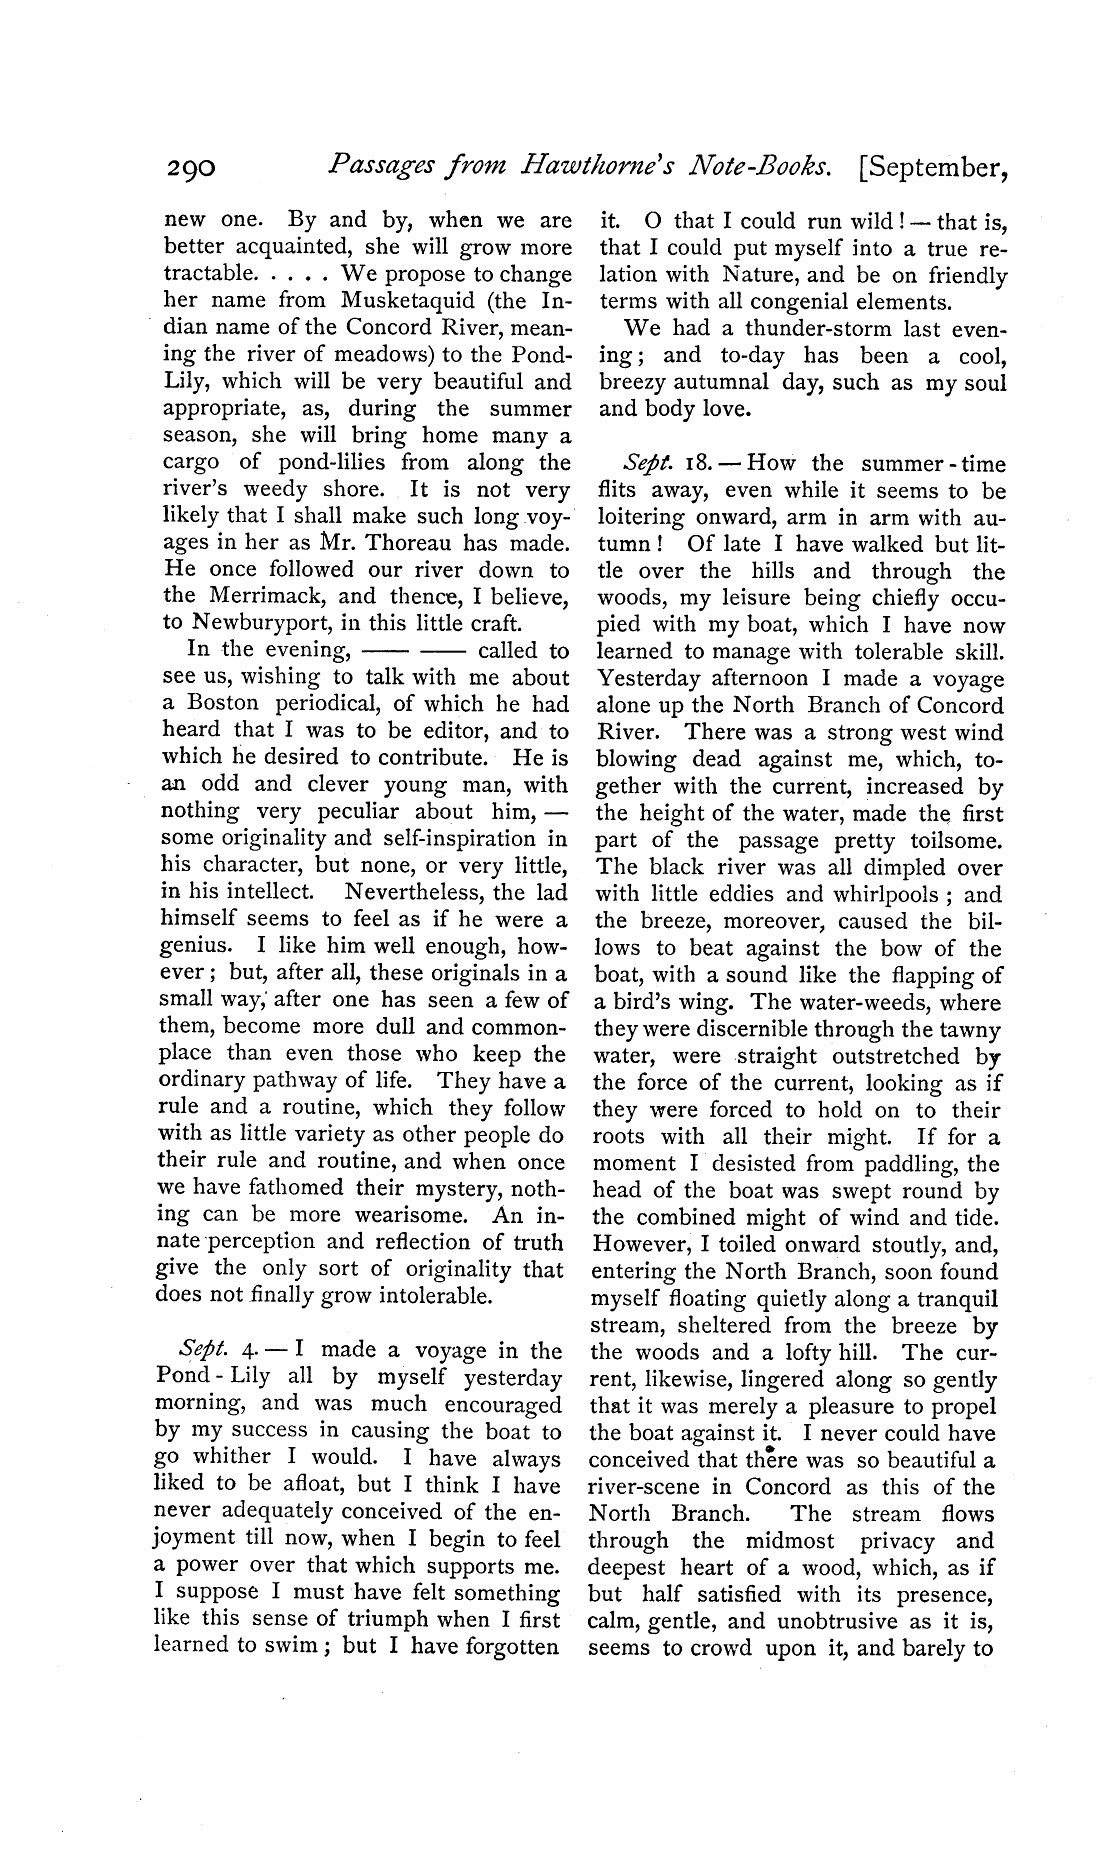 290 Passages from Hawthorne's Note-Books. [September,
new one. By and by, when we are
better acquainted, she will grow more
tractable. . . . . We propose to change
her name from Musketaquid (the In-
dian name of the Concord River, mean-
ing the river of meadows) to the Pond-
Lily, which will be very beautiful and
appropriate, as, during the summer
season, she will bring home many a
cargo of pond-lilies from along the
river's weedy shore. It is not very
likely that I shall make such long voy-
ages in her as Mr. Thoreau has made.
He once followed our river down to
the Merrimack, and thence, I believe,
to Newburyport, in this little craft.
In the evening, —— —— called to
see us, wishing to talk with me about
a Boston periodical, of which he had
heard that I was to be editor, and to
which he desired to contribute. He is
an odd and clever young man, with
nothing very peculiar about him, —
some originality and self-inspiration in
his character, but none, or very little,
in his intellect. Nevertheless, the lad
himself seems to feel as if he were a
genius. I like him well enough, how-
ever; but, after all, these originals in a
small way, after one has seen a few of
them, become more dull and common-
place than even those who keep the
ordinary pathway of life. They have a
rule and a routine, which they follow
with as little variety as other people do
their rule and routine, and when once
we have fathomed their mystery, noth-
ing can be more wearisome. An in-
nate perception and reflection of truth
give the only sort of originality that
does not finally grow intolerable.
Sept. 4. — I made a voyage in the
Pond-Lily all by myself yesterday
morning, and was much encouraged
by my success in causing the boat to
go whither I would. I have always
liked to be afloat, but I think I have
never adequately conceived of the en-
joyment till now, when I begin to feel
a power over that which supports me.
I suppose I must have felt something
like this sense of triumph when I first
learned to swim; but I have forgotten
it. O that I could run wild! — that is,
that I could put myself into a true re-
lation with Nature, and be on friendly
terms with all congenial elements.
We had a thunder-storm last even-
ing; and to-day has been a cool,
breezy autumnal day, such as my soul
and body love.
Sept. 18. — How the summer-time
flits away, even while it seems to be
loitering onward, arm in arm with au-
tumn! Of late I have walked but lit-
tle over the hills and through the
woods, my leisure being chiefly occu-
pied with my boat, which I have now
learned to manage with tolerable skill.
Yesterday afternoon I made a voyage
alone up the North Branch of Concord
River. There was a strong west wind
blowing dead against me, which, to-
gether with the current, increased by
the height of the water, made the first
part of the passage pretty toilsome.
The black river was all dimpled over
with little eddies and whirlpools; and
the breeze, moreover, caused the bil-
lows to beat against the bow of the
boat, with a sound like the flapping of
a bird's wing. The water-weeds, where
they were discernible through the tawny
water, were straight outstretched by
the force of the current, looking as if
they were forced to hold on to their
roots with all their might. If for a
moment I desisted from paddling, the
head of the boat was swept round by
the combined might of wind and tide.
However, I toiled onward stoutly, and,
entering the North Branch, soon found
myself floating quietly along a tranquil
stream, sheltered from the breeze by
the woods and a lofty hill. The cur-
rent, likewise, lingered along so gently
that it was merely a pleasure to propel
the boat against it. I never could have
conceived that there was so beautiful a
river-scene in Concord as this of the
North Branch. The stream flows
through the midmost privacy and
deepest heart of a wood, which, as if
but half satisfied with its presence,
calm, gentle, and unobtrusive as it is,
seems to crowd upon it, and barely to